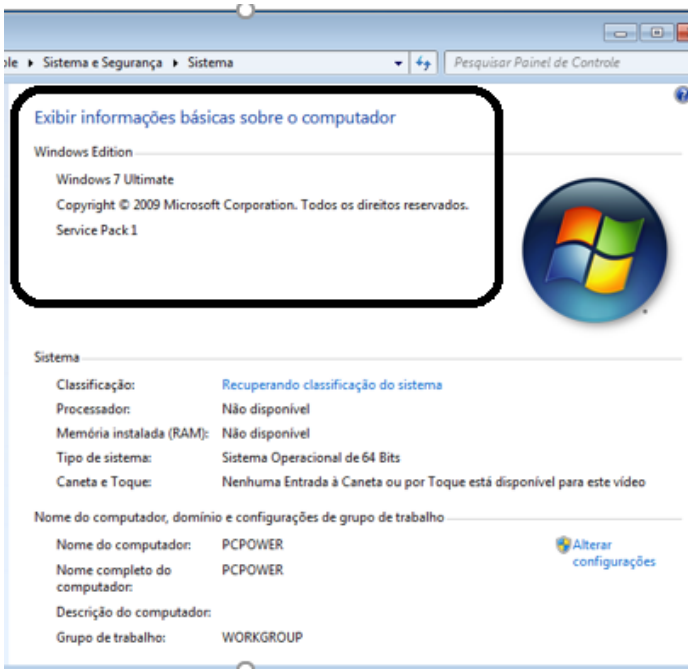 ole ▸ Sistema e Segurança ▸ Sistema
Pesquisar Painel de Controle
Exibir informações básicas sobre o computador
Windows Edition
Windows 7 Ultimate
Copyright © 2009 Microsoft Corporation. Todos os direitos reservados.
Service Pack 1
Sistema
Classificação: Recuperando classificação do sistema
Processador: Não disponível
Memória instalada (RAM): Não disponível
Tipo de sistema: Sistema Operacional de 64 Bits
Caneta e Toque: Nenhuma Entrada à Caneta ou por Toque está disponível para este vídeo
Nome do computador, domínio e configurações de grupo de trabalho
Nome do computador: PCPOWER Alterar
configurações
Nome completo do PCPOWER
computador:
Descrição do computador:
Grupo de trabalho: WORKGROUP